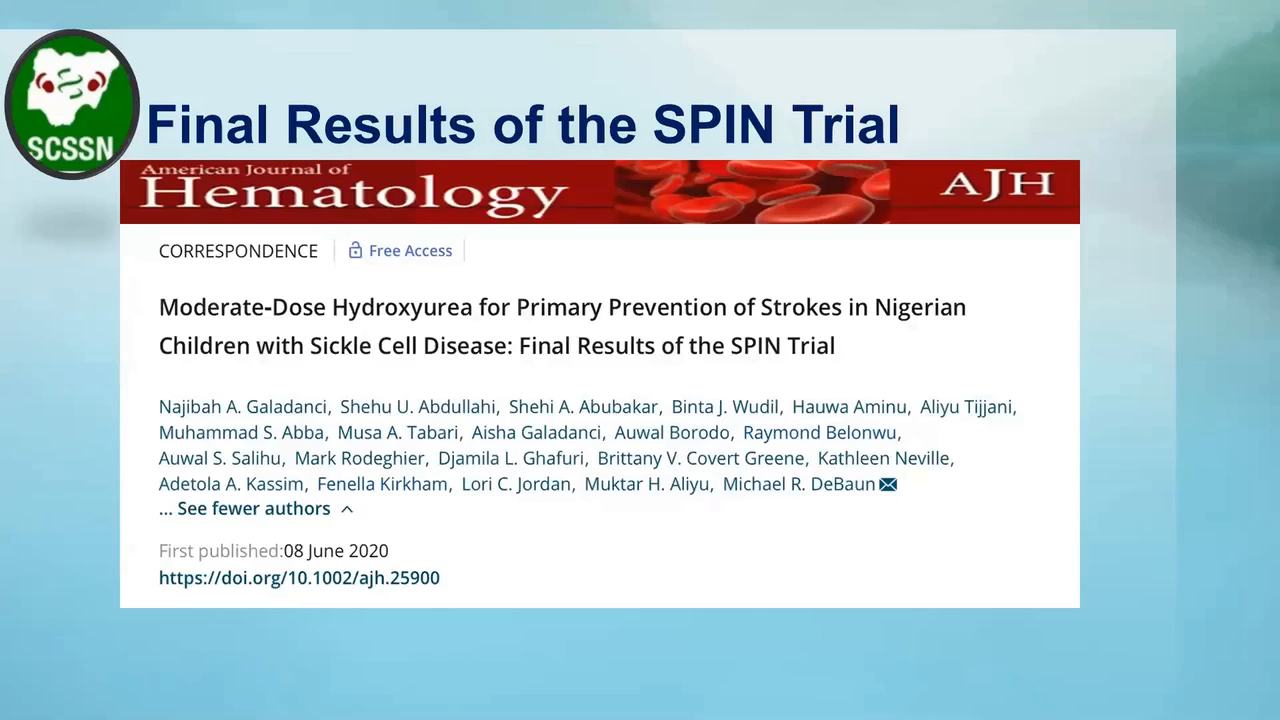 SCSSN
Final Results of the SPIN Trial
American Journal of
Hematology
AJH
CORRESPONDENCE
Free Access
Moderate-Dose Hydroxyurea for Primary Prevention of Strokes in Nigerian
Children with Sickle Cell Disease: Final Results of the SPIN Trial
Najibah A. Galadanci, Shehu U. Abdullahi, Shehi A. Abubakar, Binta J. Wudil, Hauwa Aminu, Aliyu Tijjani,
Muhammad S. Abba, Musa A. Tabari, Aisha Galadanci, Auwal Borodo, Raymond Belonwu,
Auwal S. Salihu, Mark Rodeghier, Djamila L. Ghafuri, Brittany V. Covert Greene, Kathleen Neville,
Adetola A. Kassim, Fenella Kirkham, Lori C. Jordan, Muktar H. Aliyu, Michael R. DeBaun
... See fewer authors
First published:08 June 2020
https://doi.org/10.1002/ajh.25900